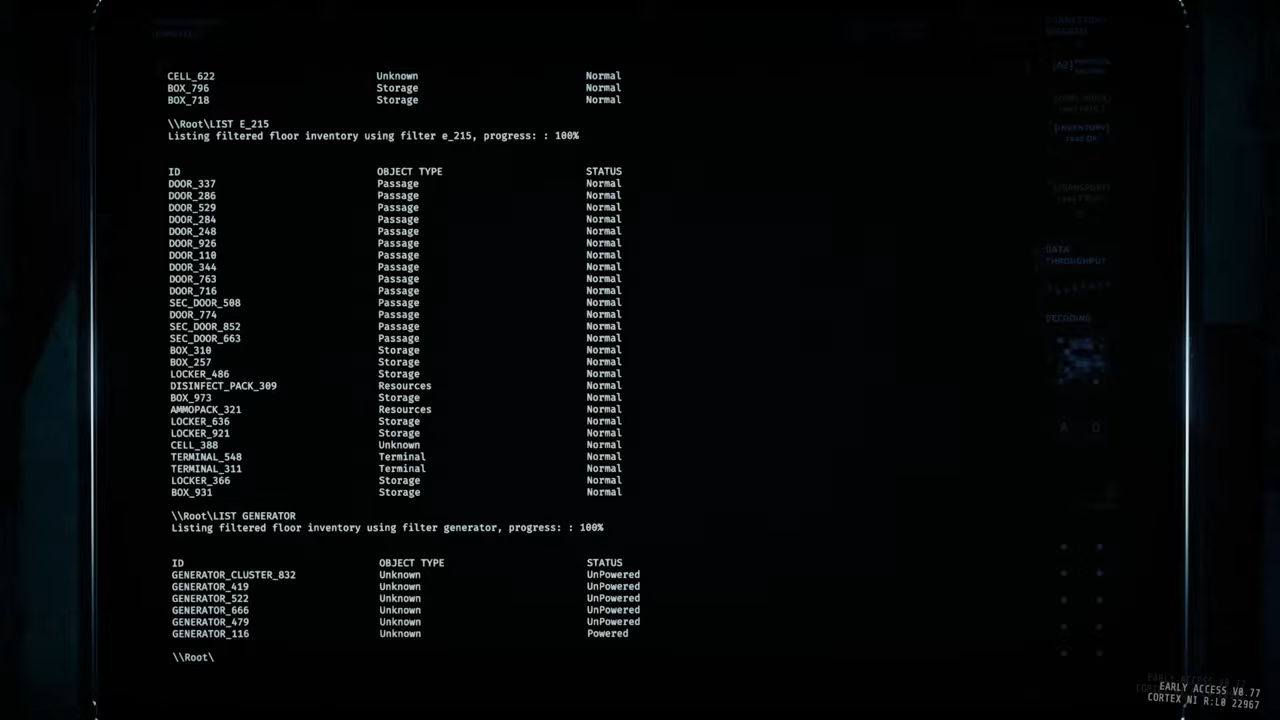 CELL_622 Unknown Normal
BOX_796 Storage Normal
BOX_718 Storage Normal
\\Root\LIST E_215
Listing filtered floor inventory using filter e_215, progress: : 100%
ID OBJECT TYPE STATUS
DOOR_337 Passage Normal
DOOR_286 Passage Normal
DOOR_529 Passage Normal
DOOR_284 Passage Normal
DOOR_248 Passage Normal
DOOR_926 Passage Normal
DOOR_110 Passage Normal
DOOR_344 Passage Normal
DOOR_763 Passage Normal
DOOR_716 Passage Normal
SEC_DOOR_508 Passage Normal
DOOR_774 Passage Normal
SEC_DOOR_852 Passage Normal
SEC_DOOR_663 Passage Normal
BOX_310 Storage Normal
BOX_257 Storage Normal
LOCKER_486 Storage Normal
DISINFECT_PACK_309 Resources Normal
BOX_973 Storage Normal
AMMOPACK_321 Resources Normal
LOCKER_636 Storage Normal
LOCKER_921 Storage Normal
CELL_388 Unknown Normal
TERMINAL_548 Terminal Normal
TERMINAL_311 Terminal Normal
LOCKER_366 Storage Normal
BOX_931 Storage Normal
\\Root\LIST GENERATOR
Listing filtered floor inventory using filter generator, progress: : 100%
ID OBJECT TYPE STATUS
GENERATOR_CLUSTER_832 Unknown UnPowered
GENERATOR_419 Unknown UnPowered
GENERATOR_522 Unknown UnPowered
GENERATOR_666 Unknown UnPowered
GENERATOR_479 Unknown UnPowered
GENERATOR_116 Unknown Powered
\\Root\
[INVENTORY]
read OK
DATA
THROUGHPUT
DECODING
EARLY ACCESS V0.77
CORTEX NI R:L0 22967